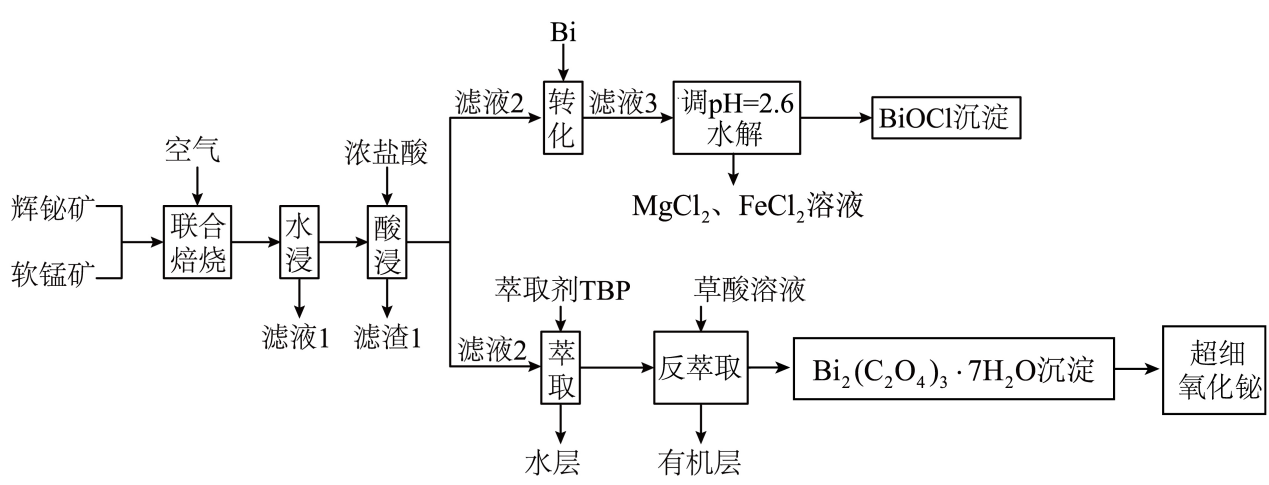 Bi
滤液2
转化
滤液3
调pH=2.6
水解
BiOCl沉淀
MgCl₂、FeCl₂溶液
空气
浓盐酸
辉铋矿
软锰矿
联合
焙烧
水浸
酸浸
滤液1
滤渣1
萃取剂TBP
草酸溶液
滤液2
萃取
反萃取
Bi₂(C₂O₄)₃·7H₂O沉淀
超细
氧化铋
水层
有机层